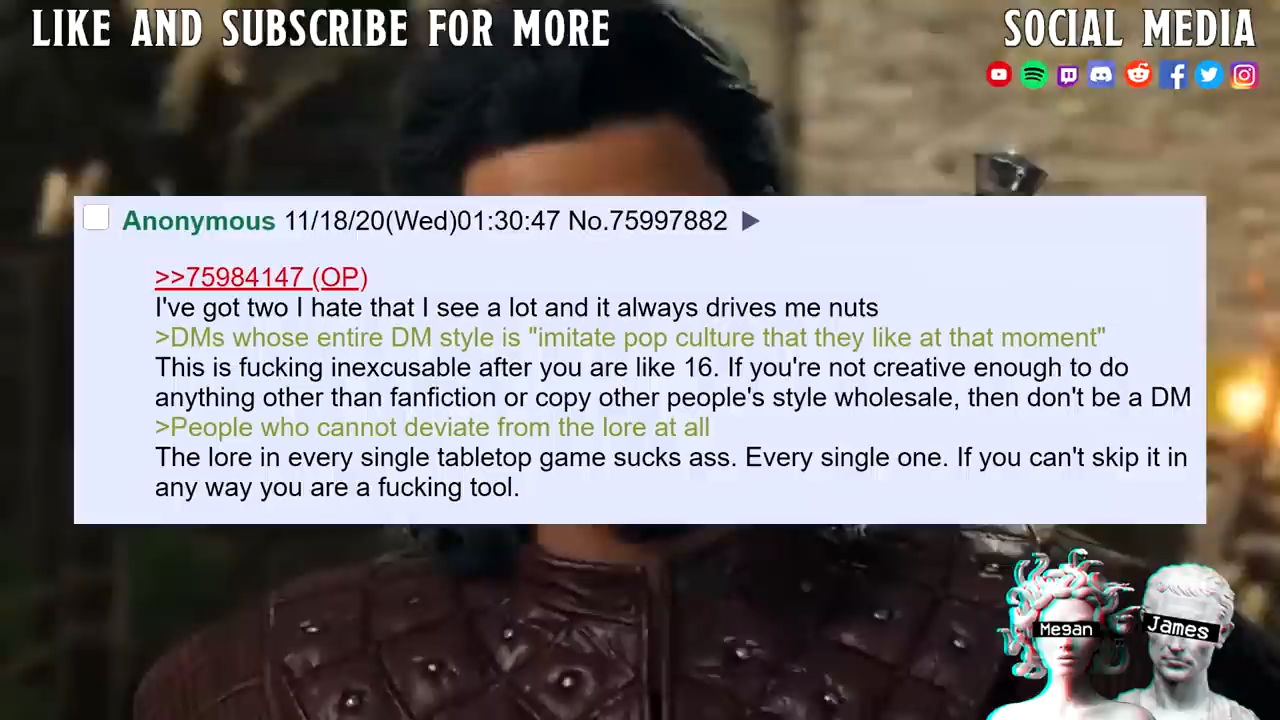 LIKE AND SUBSCRIBE FOR MORE
SOCIAL MEDIA
Anonymous 11/18/20(Wed)01:30:47 No.75997882 ▶
>>75984147 (OP)
I've got two I hate that I see a lot and it always drives me nuts
>DMs whose entire DM style is "imitate pop culture that they like at that moment"
This is fucking inexcusable after you are like 16. If you're not creative enough to do
anything other than fanfiction or copy other people's style wholesale, then don't be a DM
>People who cannot deviate from the lore at all
The lore in every single tabletop game sucks ass. Every single one. If you can't skip it in
any way you are a fucking tool.
Megan
James